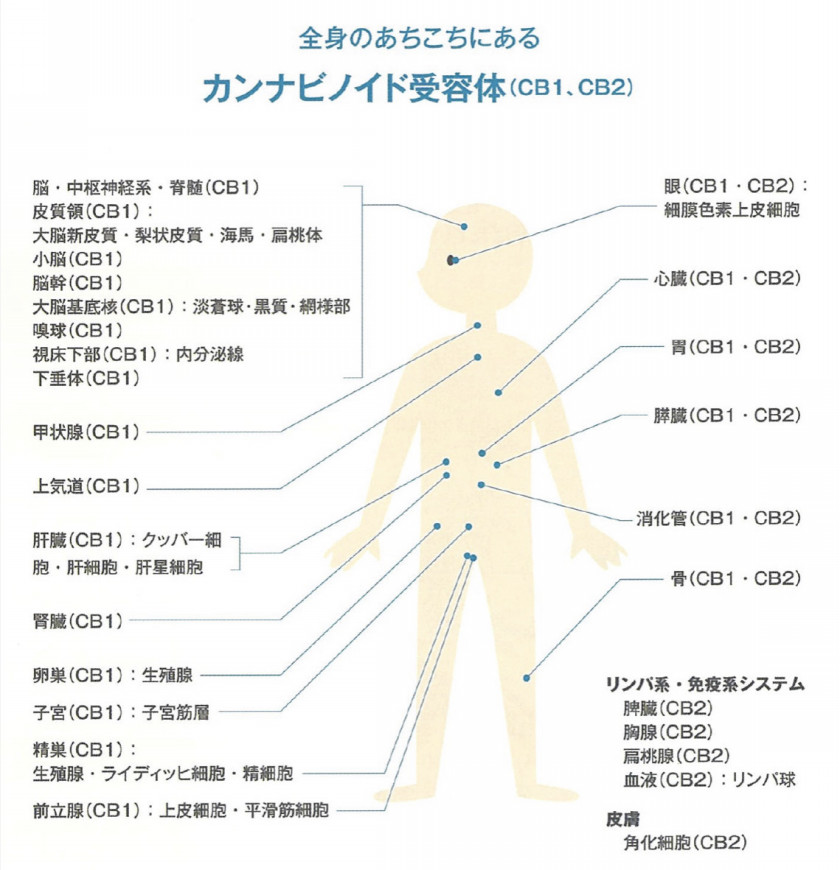 全身のあちこちにある
カンナビノイド受容体(CB1、CB2)
脳・中枢神経系・脊髄(CB1)
皮質領(CB1)：
大脳新皮質・梨状皮質・海馬・扁桃体
小脳(CB1)
脳幹(CB1)
大脳基底核(CB1)：淡蒼球・黒質・網様部
嗅球(CB1)
視床下部(CB1)：内分泌線
下垂体(CB1)
甲状腺(CB1)
上気道(CB1)
肝臓(CB1)：クッパー細
胞・肝細胞・肝星細胞
腎臓(CB1)
卵巣(CB1)：生殖腺
子宮(CB1)：子宮筋層
精巣(CB1)：
生殖腺・ライディッヒ細胞・精細胞
前立腺(CB1)：上皮細胞・平滑筋細胞
眼(CB1・CB2)：
細膜色素上皮細胞
心臓(CB1・CB2)
胃(CB1・CB2)
膵臓(CB1・CB2)
消化管(CB1・CB2)
骨(CB1・CB2)
リンパ系・免疫系システム
脾臓(CB2)
胸腺(CB2)
扁桃腺(CB2)
血液(CB2)：リンパ球
皮膚
角化細胞(CB2)